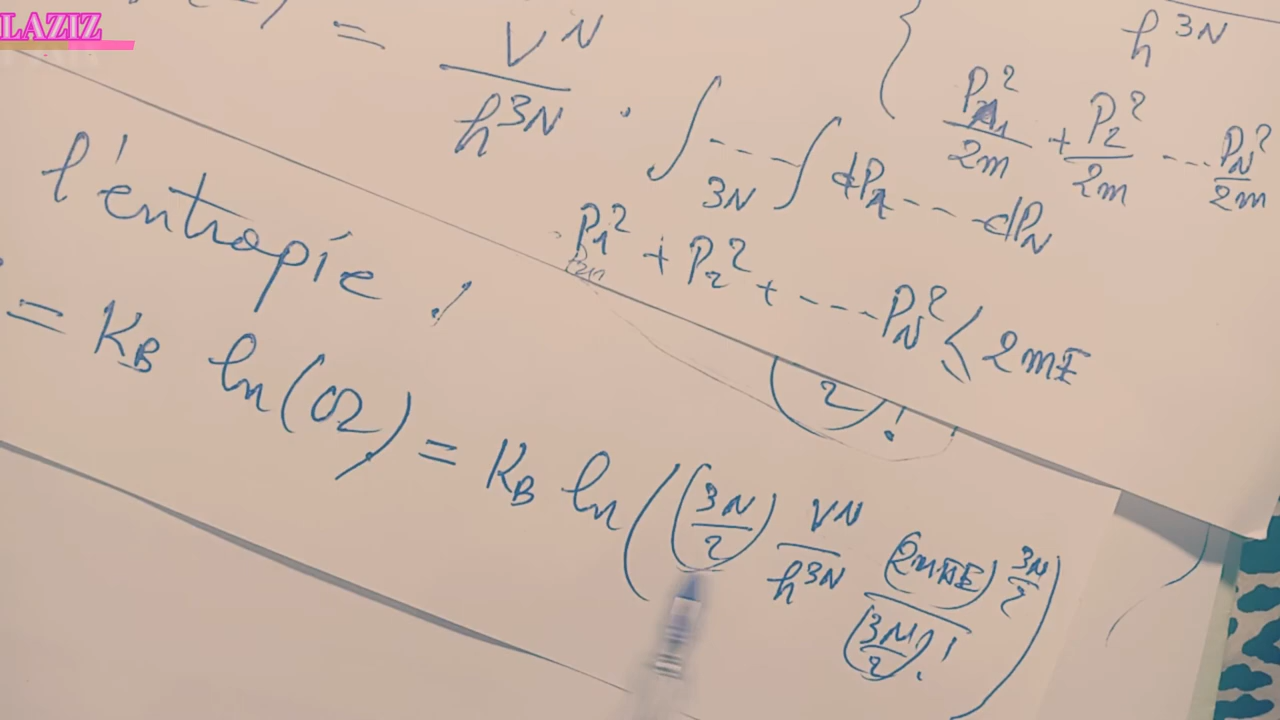 LAZIZ
) = V^N / h^3N . ∫ --- ∫ dP1 --- dPN
3N
h^3N
P1²/2m + P2²/2m ---- PN²/2m
P1² + P2² + ---- PN² ≤ 2mE
l'entropie :
2 ) !
= KB ln(Ω) = KB ln( (3N/2) V^N / h^3N (2mπE)^3N/2 / (3N/2)! )